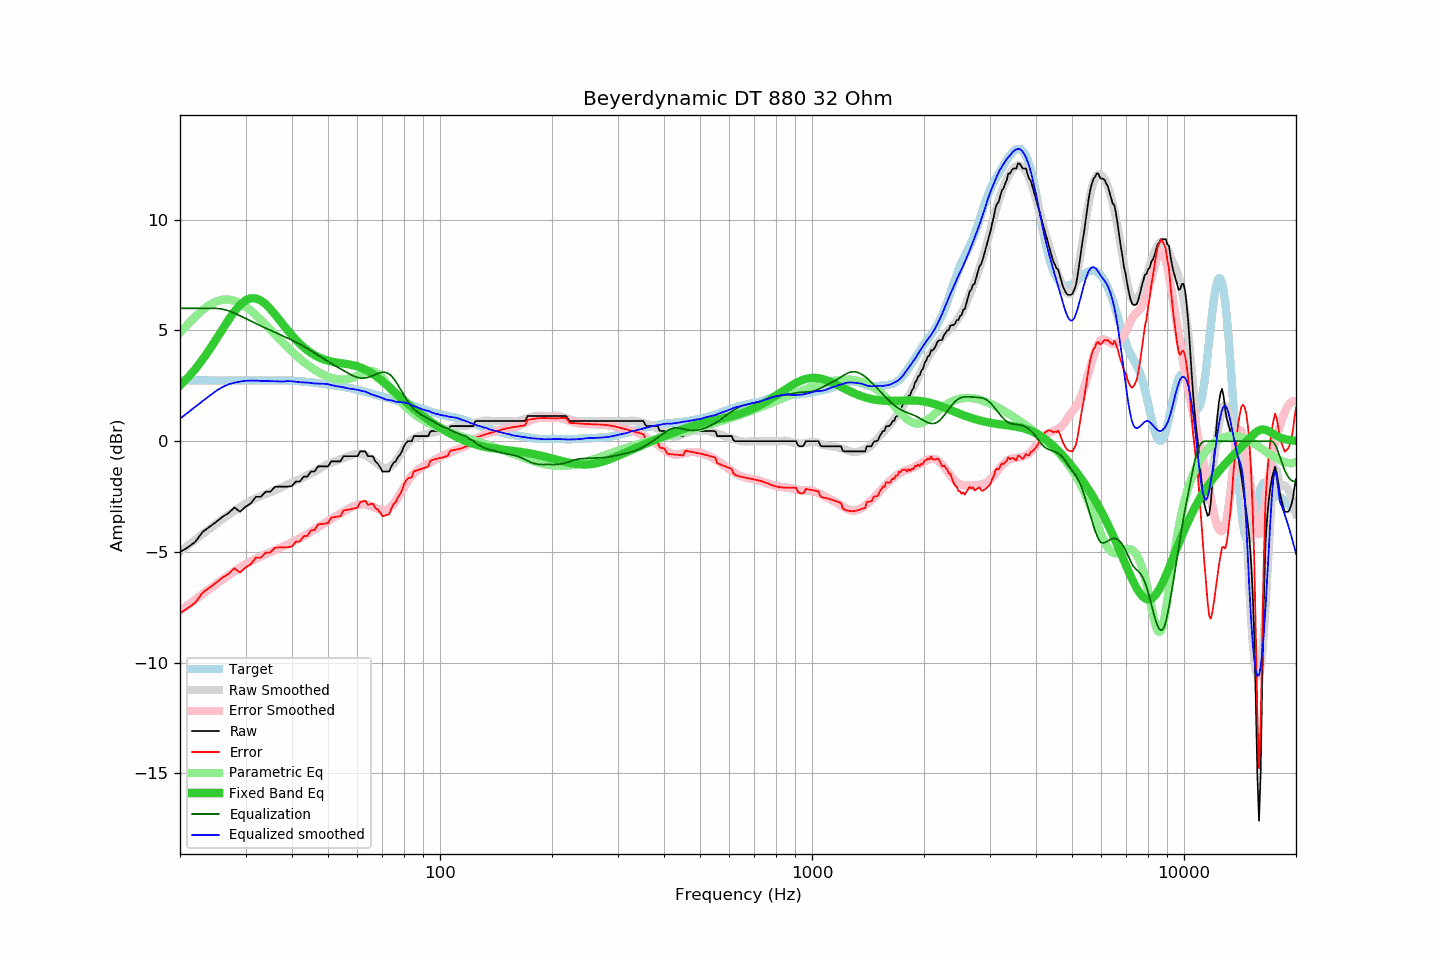 Beyerdynamic DT 880 32 Ohm
Amplitude (dBr)
10
5
0
−5
−10
−15
Target
Raw Smoothed
Error Smoothed
Raw
Error
Parametric Eq
Fixed Band Eq
Equalization
Equalized smoothed
100
1000
10000
Frequency (Hz)